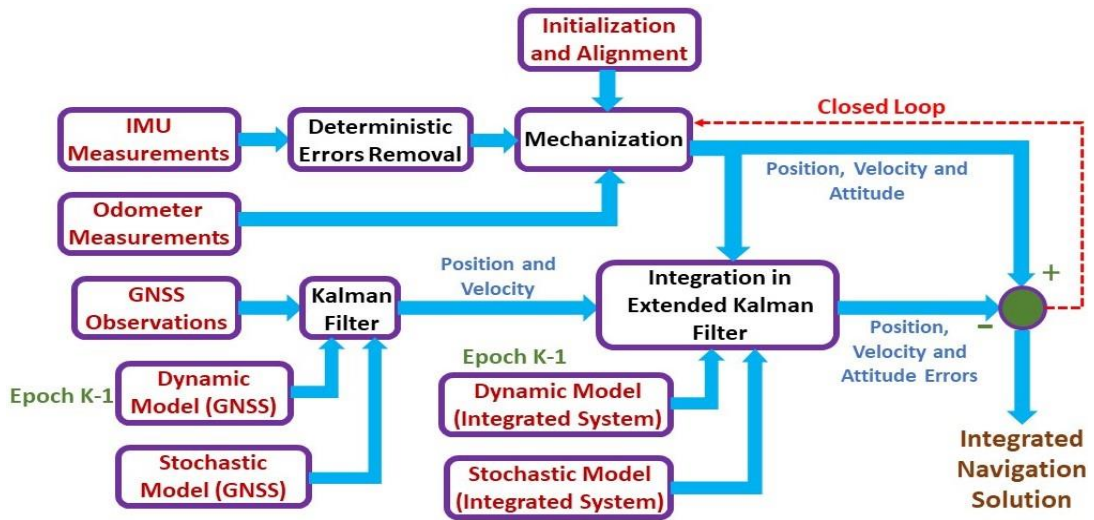 Initialization
and Alignment
Closed Loop
IMU
Measurements
Deterministic
Errors Removal
Mechanization
Position, Velocity and
Attitude
Odometer
Measurements
Position and
Velocity
Integration in
Extended Kalman
Filter
+
GNSS
Observations
Kalman
Filter
–
Position,
Velocity and
Attitude Errors
Epoch K-1
Epoch K-1
Dynamic
Model (GNSS)
Dynamic Model
(Integrated System)
Stochastic
Model (GNSS)
Stochastic Model
(Integrated System)
Integrated
Navigation
Solution